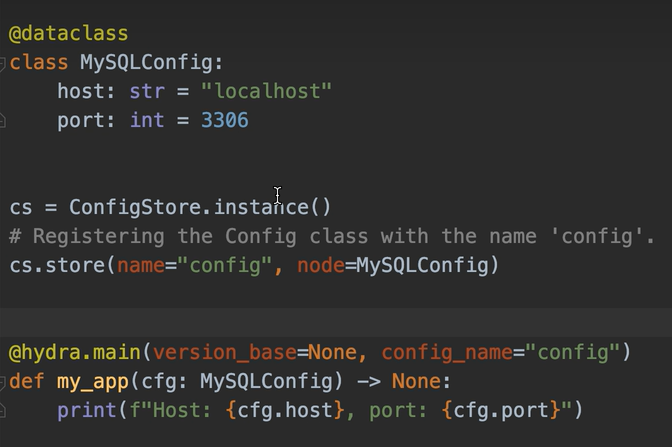 @dataclass
class MySQLConfig:
    host: str = "localhost"
    port: int = 3306
cs = ConfigStore.instance()
# Registering the Config class with the name 'config'.
cs.store(name="config", node=MySQLConfig)
@hydra.main(version_base=None, config_name="config")
def my_app(cfg: MySQLConfig) -> None:
    print(f"Host: {cfg.host}, port: {cfg.port}")